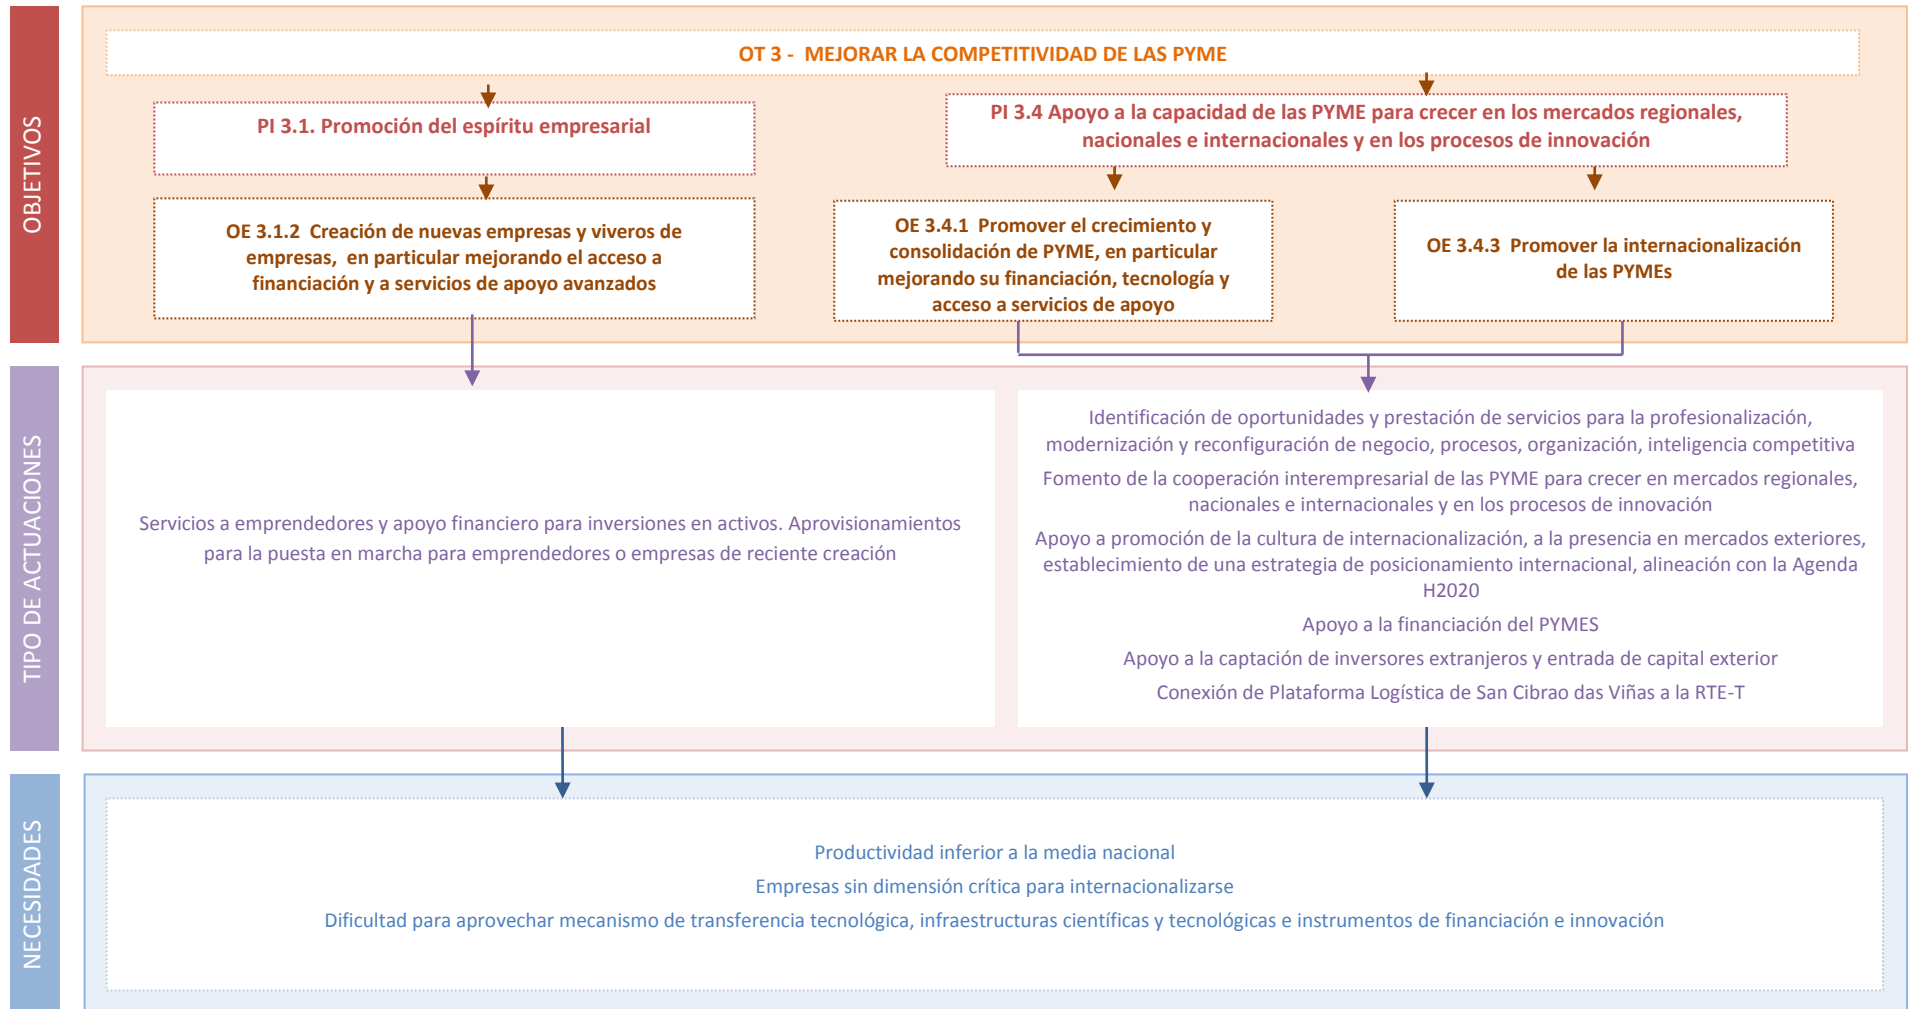 OBJETIVOS
OT 3 - MEJORAR LA COMPETITIVIDAD DE LAS PYME
PI 3.1. Promoción del espíritu empresarial
PI 3.4 Apoyo a la capacidad de las PYME para crecer en los mercados regionales,
nacionales e internacionales y en los procesos de innovación
OE 3.1.2 Creación de nuevas empresas y viveros de
empresas, en particular mejorando el acceso a
financiación y a servicios de apoyo avanzados
OE 3.4.1 Promover el crecimiento y
consolidación de PYME, en particular
mejorando su financiación, tecnología y
acceso a servicios de apoyo
OE 3.4.3 Promover la internacionalización
de las PYMEs
TIPO DE ACTUACIONES
Servicios a emprendedores y apoyo financiero para inversiones en activos. Aprovisionamientos
para la puesta en marcha para emprendedores o empresas de reciente creación
Identificación de oportunidades y prestación de servicios para la profesionalización,
modernización y reconfiguración de negocio, procesos, organización, inteligencia competitiva
Fomento de la cooperación interempresarial de las PYME para crecer en mercados regionales,
nacionales e internacionales y en los procesos de innovación
Apoyo a promoción de la cultura de internacionalización, a la presencia en mercados exteriores,
establecimiento de una estrategia de posicionamiento internacional, alineación con la Agenda
H2020
Apoyo a la financiación del PYMES
Apoyo a la captación de inversores extranjeros y entrada de capital exterior
Conexión de Plataforma Logística de San Cibrao das Viñas a la RTE-T
NECESIDADES
Productividad inferior a la media nacional
Empresas sin dimensión crítica para internacionalizarse
Dificultad para aprovechar mecanismo de transferencia tecnológica, infraestructuras científicas y tecnológicas e instrumentos de financiación e innovación